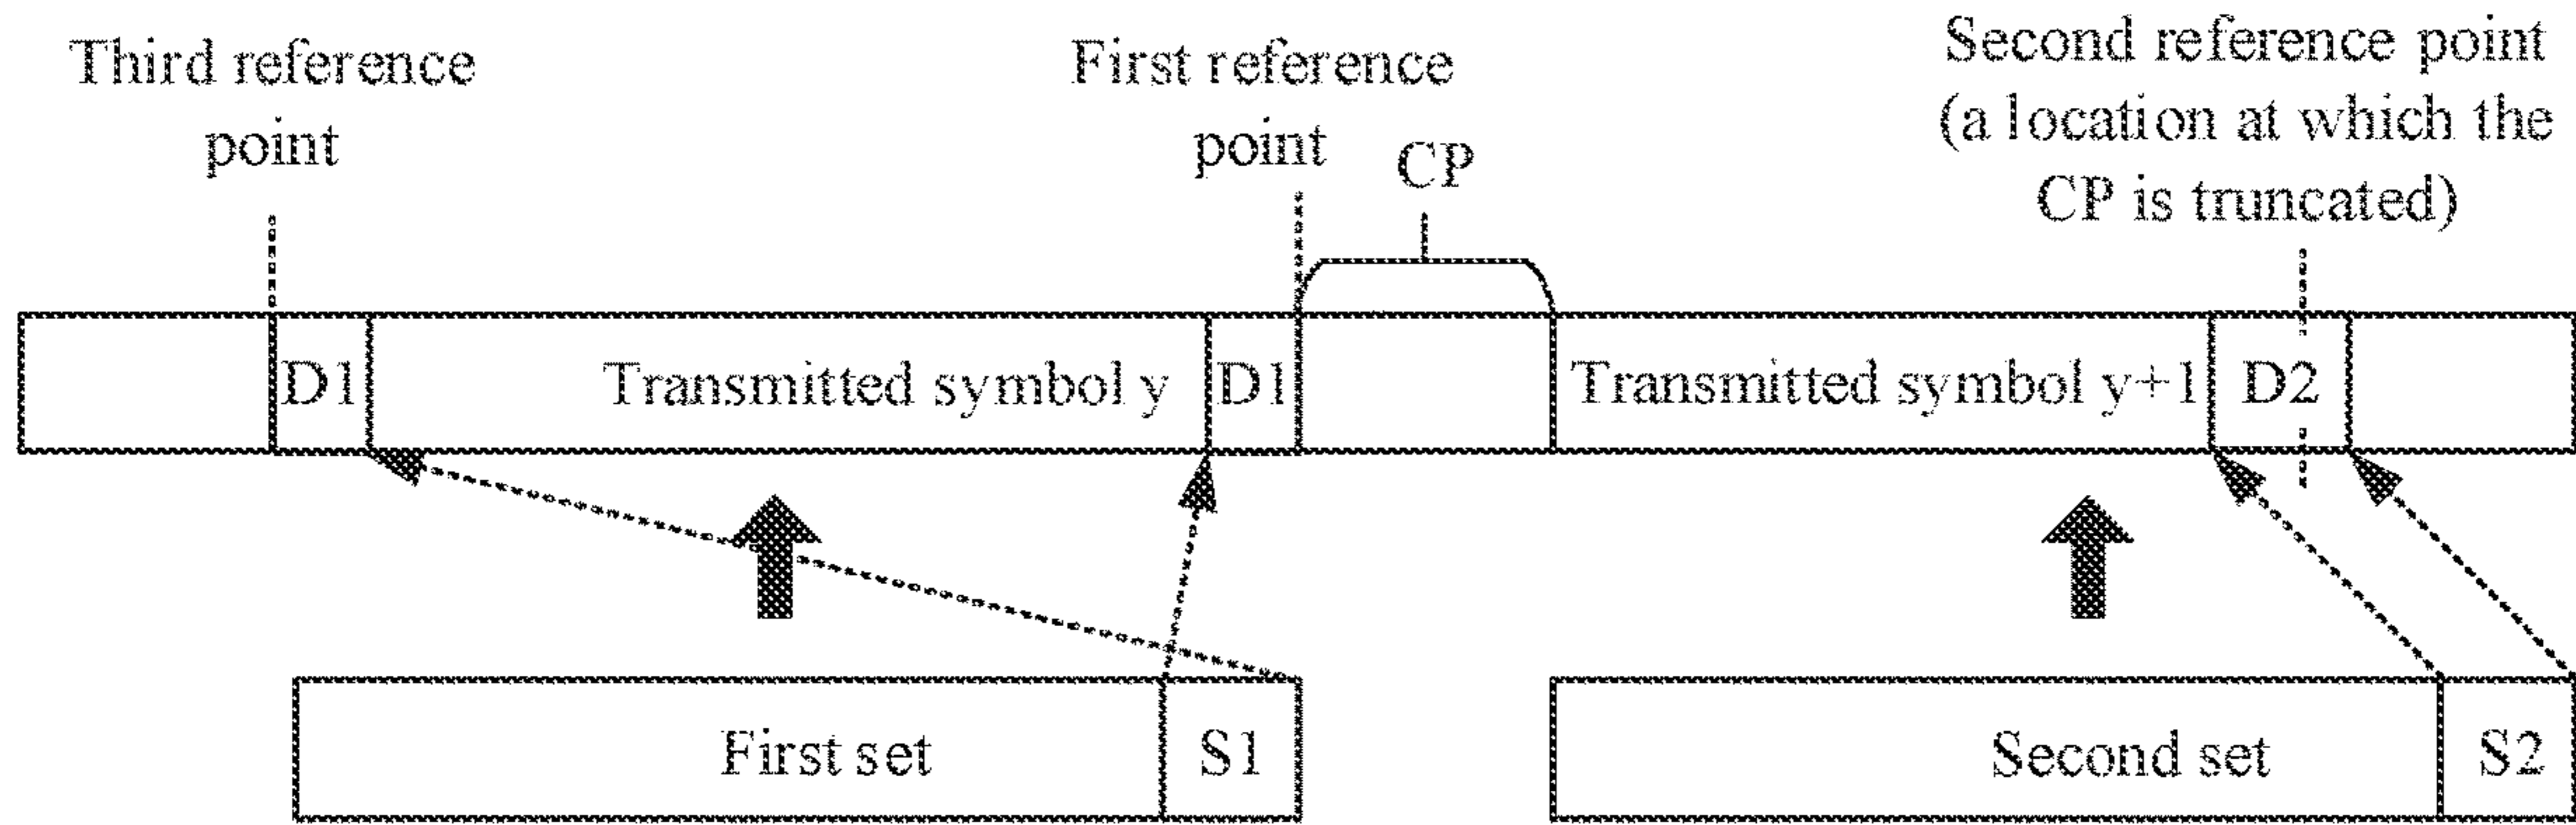 Third reference
point
First reference
point
CP
Second reference point
(a location at which the
CP is truncated)
D1
Transmitted symbol y
D1
Transmitted symbol y+1
D2
First set
S1
Second set
S2